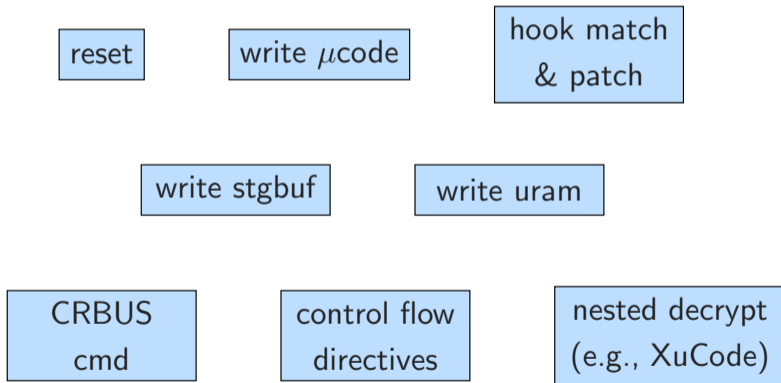 reset
write μcode
hook match
& patch
write stgbuf
write uram
CRBUS
cmd
control flow
directives
nested decrypt
(e.g., XuCode)